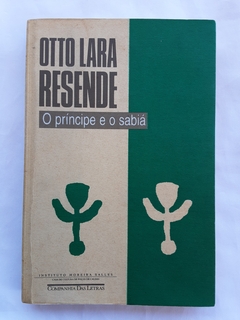 OTTO LARA
RESENDE
O príncipe e o sabiá
INSTITUTO MOREIRA SALLES
COMPANHIA DAS LETRAS